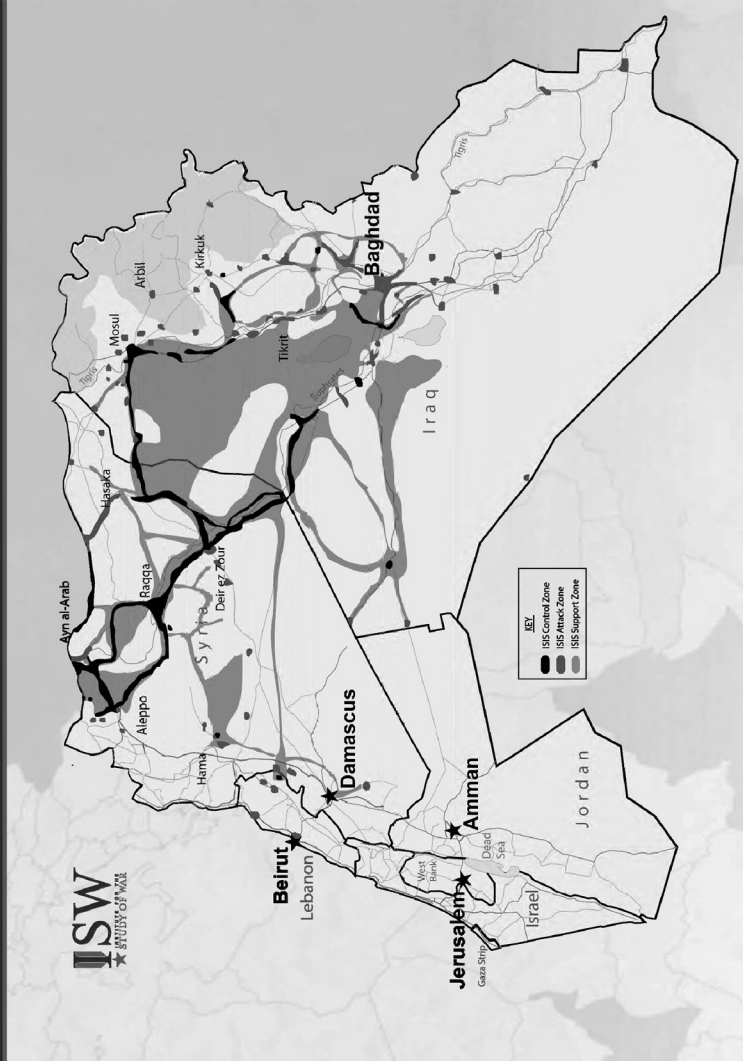 ISW
INSTITUTE FOR THE
STUDY OF WAR
Ayn al-Arab
Hasaka
Tigris
Mosul
Arbil
Kirkuk
Aleppo
Raqqa
Deir ez Zour
Syria
Hama
Tikrit
Euphrates
Baghdad
Tigris
Iraq
Damascus
Beirut
Lebanon
West
Bank
Amman
Dead
Sea
Jerusalem
Gaza Strip
Israel
Jordan
KEY
ISIS Control Zone
ISIS Attack Zone
ISIS Support Zone